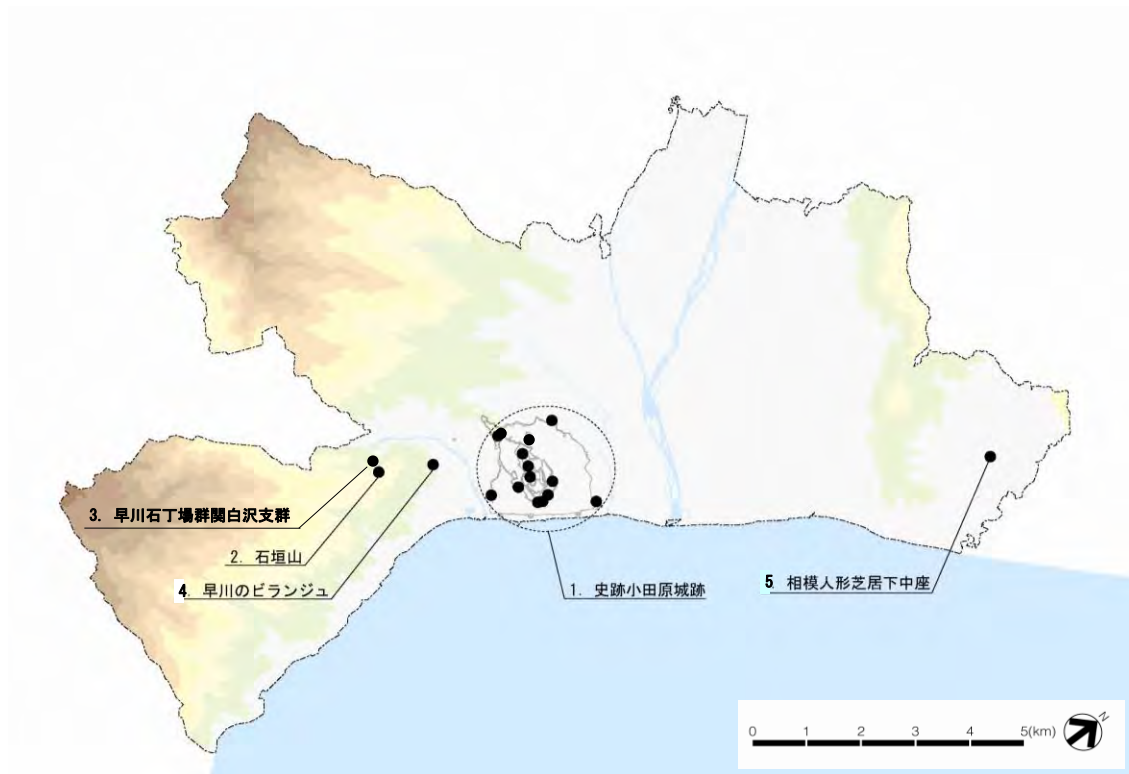 3. 早川石丁場群関白沢支群
2. 石垣山
4. 早川のビランジュ
1. 史跡小田原城跡
5 相模人形芝居下中座
0 1 2 3 4 5(km)
N